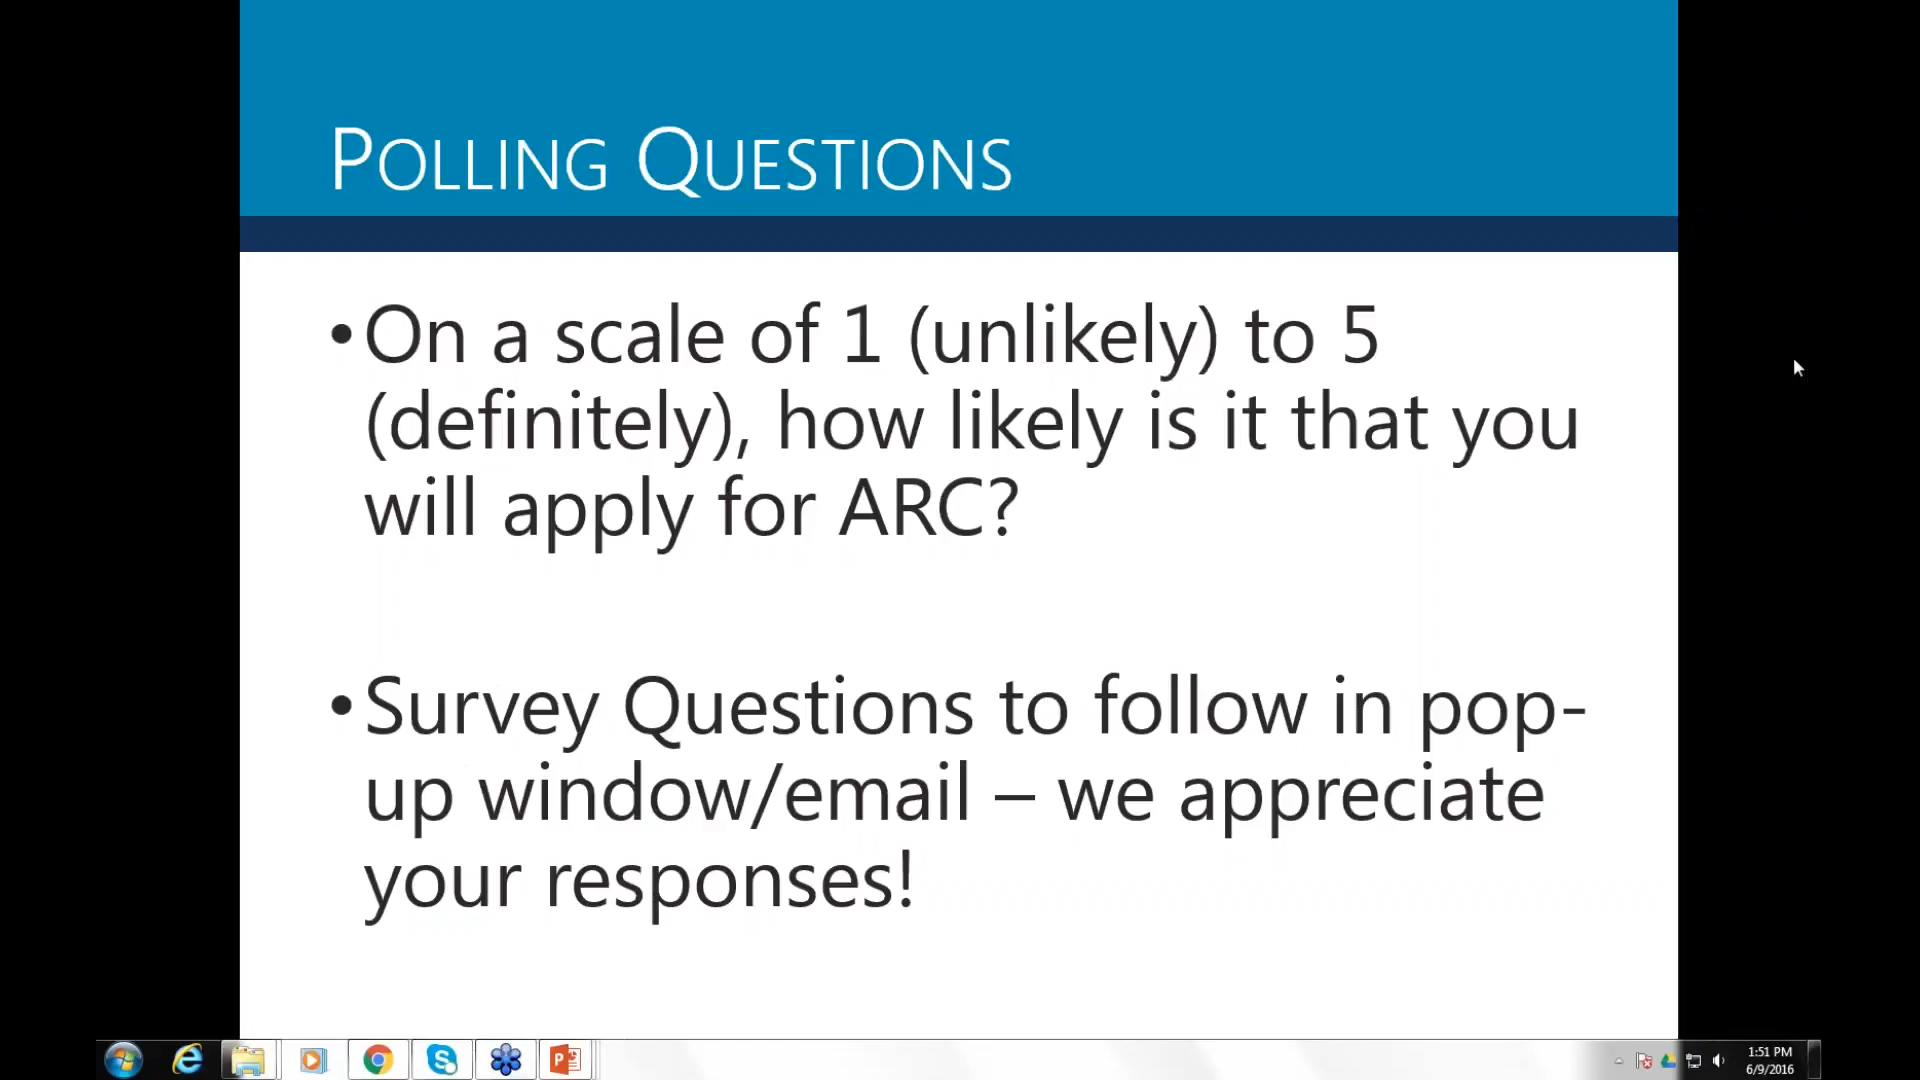 POLLING QUESTIONS
•On a scale of 1 (unlikely) to 5
(definitely), how likely is it that you
will apply for ARC?
•Survey Questions to follow in pop-
up window/email – we appreciate
your responses!
1:51 PM
6/9/2016